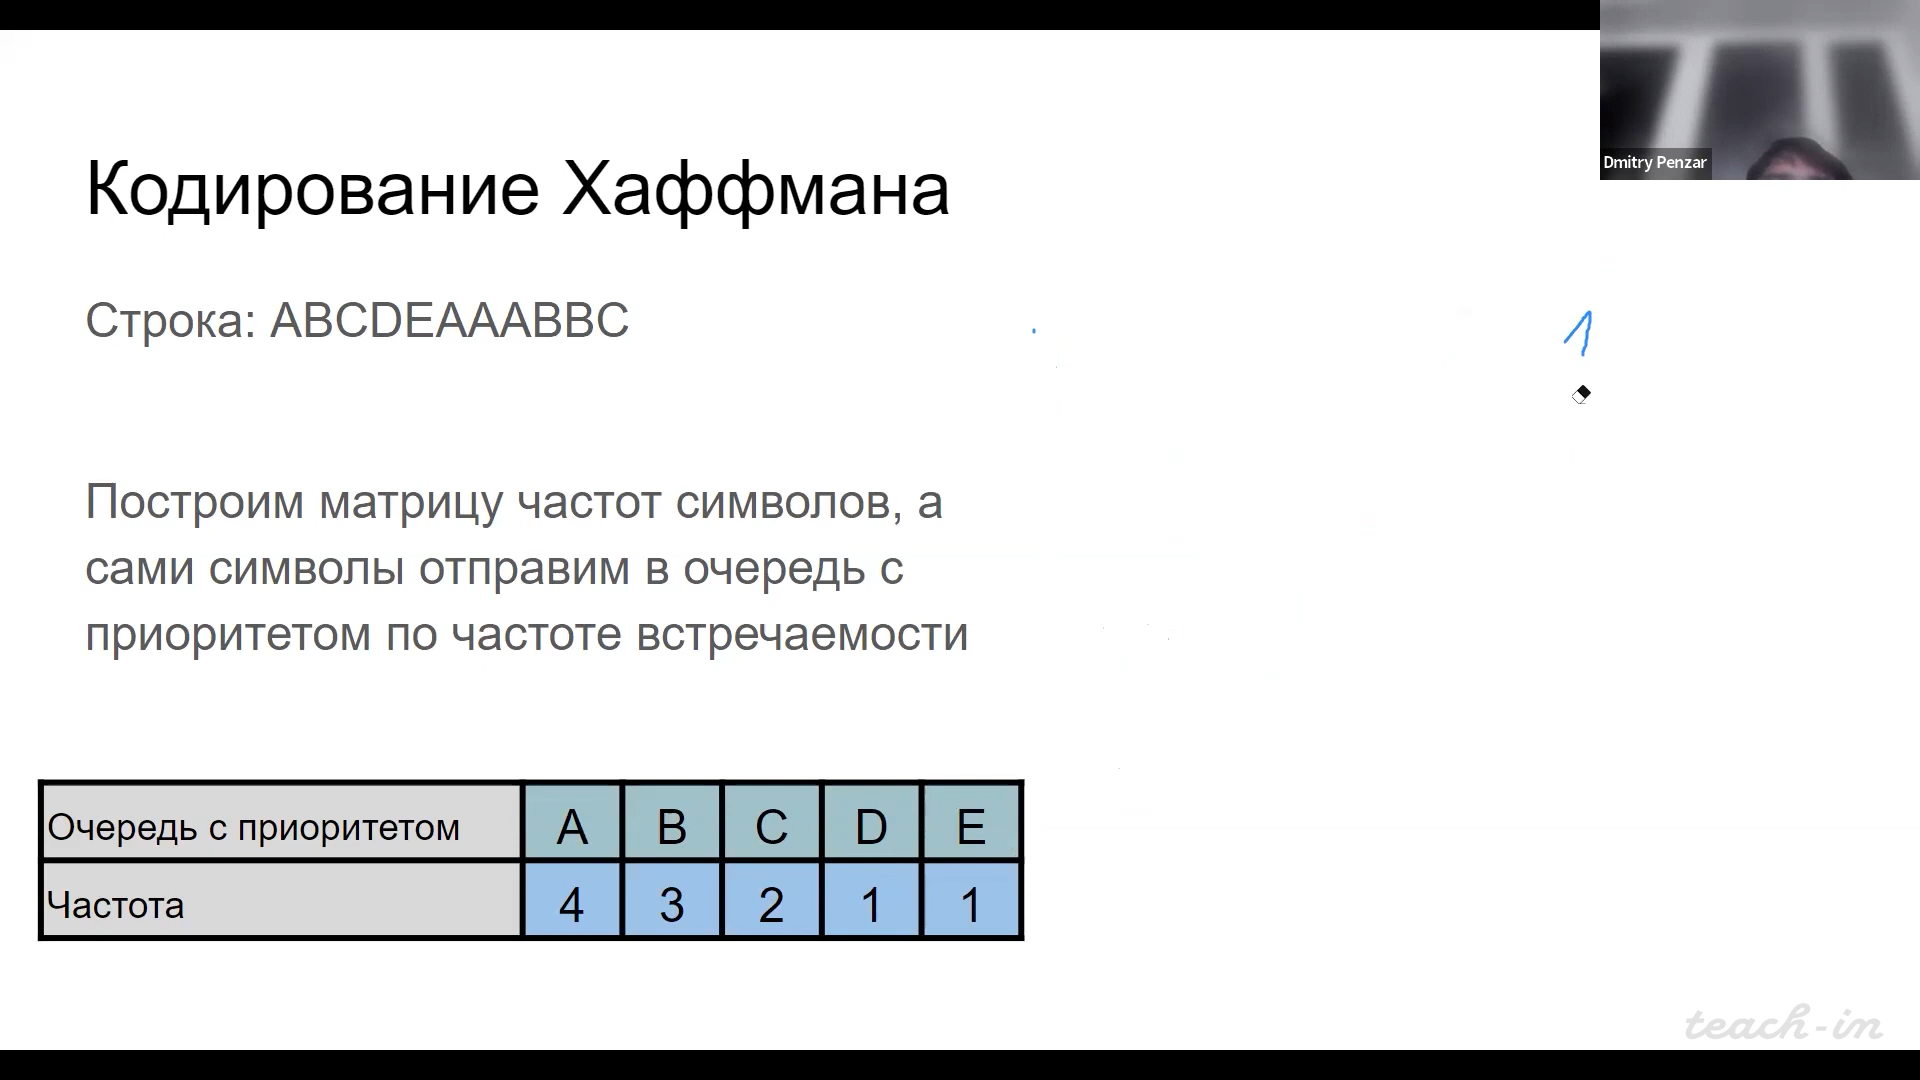 Dmitry Penzar
Кодирование Хаффмана
Строка: ABCDEAAABBC
1
Построим матрицу частот символов, а
сами символы отправим в очередь с
приоритетом по частоте встречаемости
Очередь с приоритетом A B C D E
Частота 4 3 2 1 1
teach-in